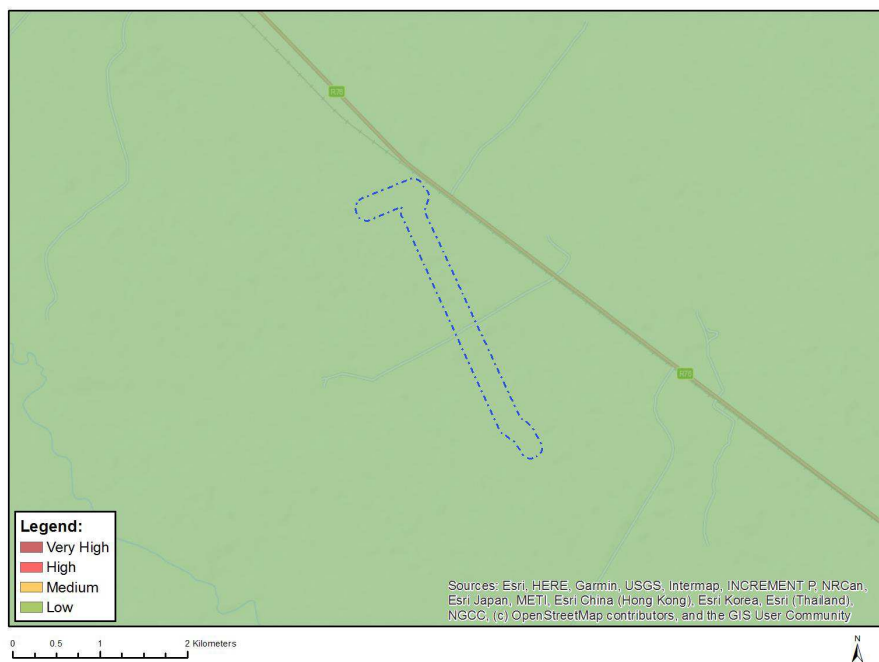 Legend:
Very High
High
Medium
Low
Sources: Esri, HERE, Garmin, USGS, Intermap, INCREMENT P, NRCan,
Esri Japan, METI, Esri China (Hong Kong), Esri Korea, Esri (Thailand),
NGCC, (c) OpenStreetMap contributors, and the GIS User Community
0 0.5 1 2 Kilometers
N